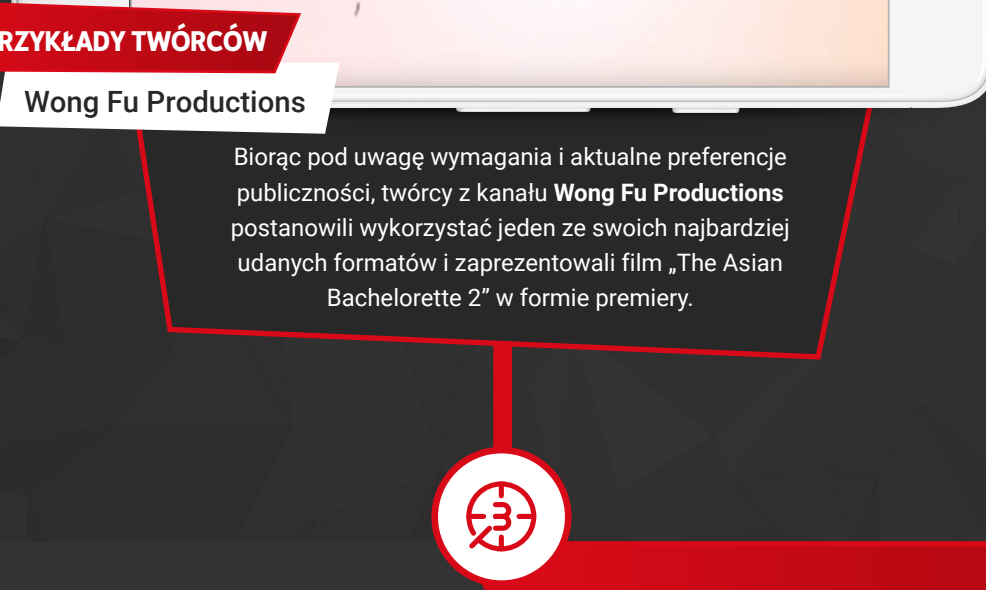 RZYKŁADY TWÓRCÓW
Wong Fu Productions
Biorąc pod uwagę wymagania i aktualne preferencje
publiczności, twórcy z kanału Wong Fu Productions
postanowili wykorzystać jeden ze swoich najbardziej
udanych formatów i zaprezentowali film „The Asian
Bachelorette 2” w formie premiery.
3